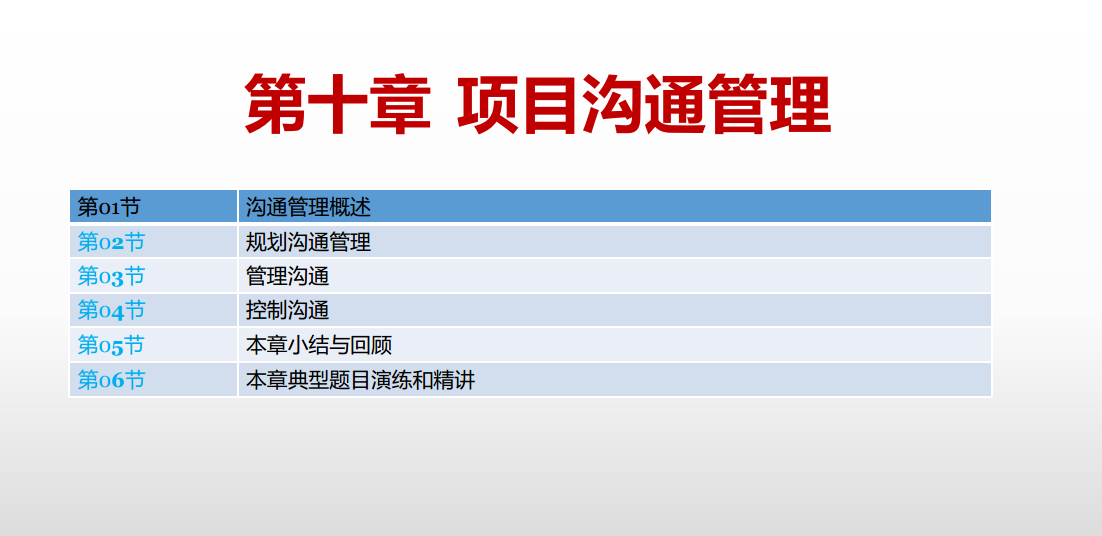 第十章 项目沟通管理
第01节 沟通管理概述
第02节 规划沟通管理
第03节 管理沟通
第04节 控制沟通
第05节 本章小结与回顾
第06节 本章典型题目演练和精讲